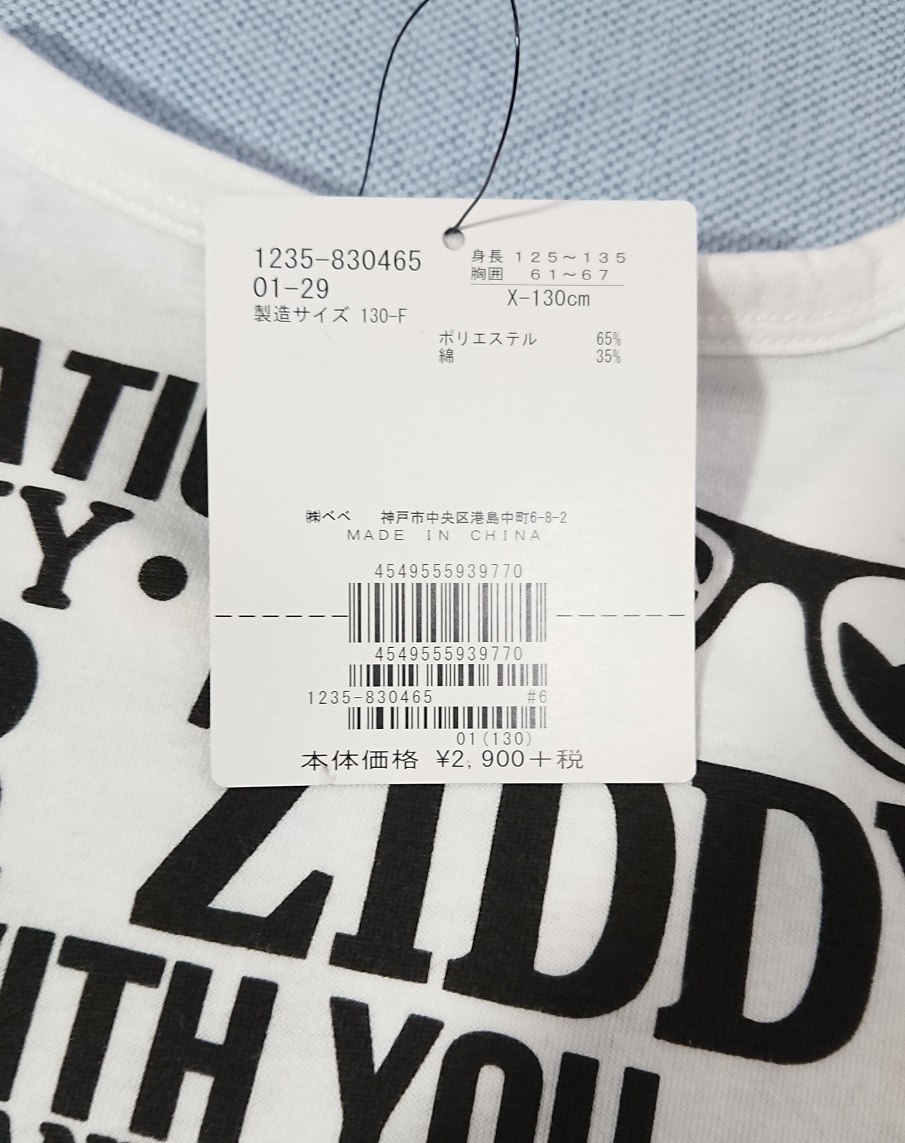 1235-830465
01-29
製造サイズ 130-F
身長 125～135
胸囲 61～67
X-130cm
ポリエステル 65%
綿 35%
㈱べべ 神戸市中央区港島中町6-8-2
MADE IN CHINA
4549555939770
4549555939770
1235-830465 #6
01(130)
本体価格 ¥2,900+税
ZIDD
WITH YOU